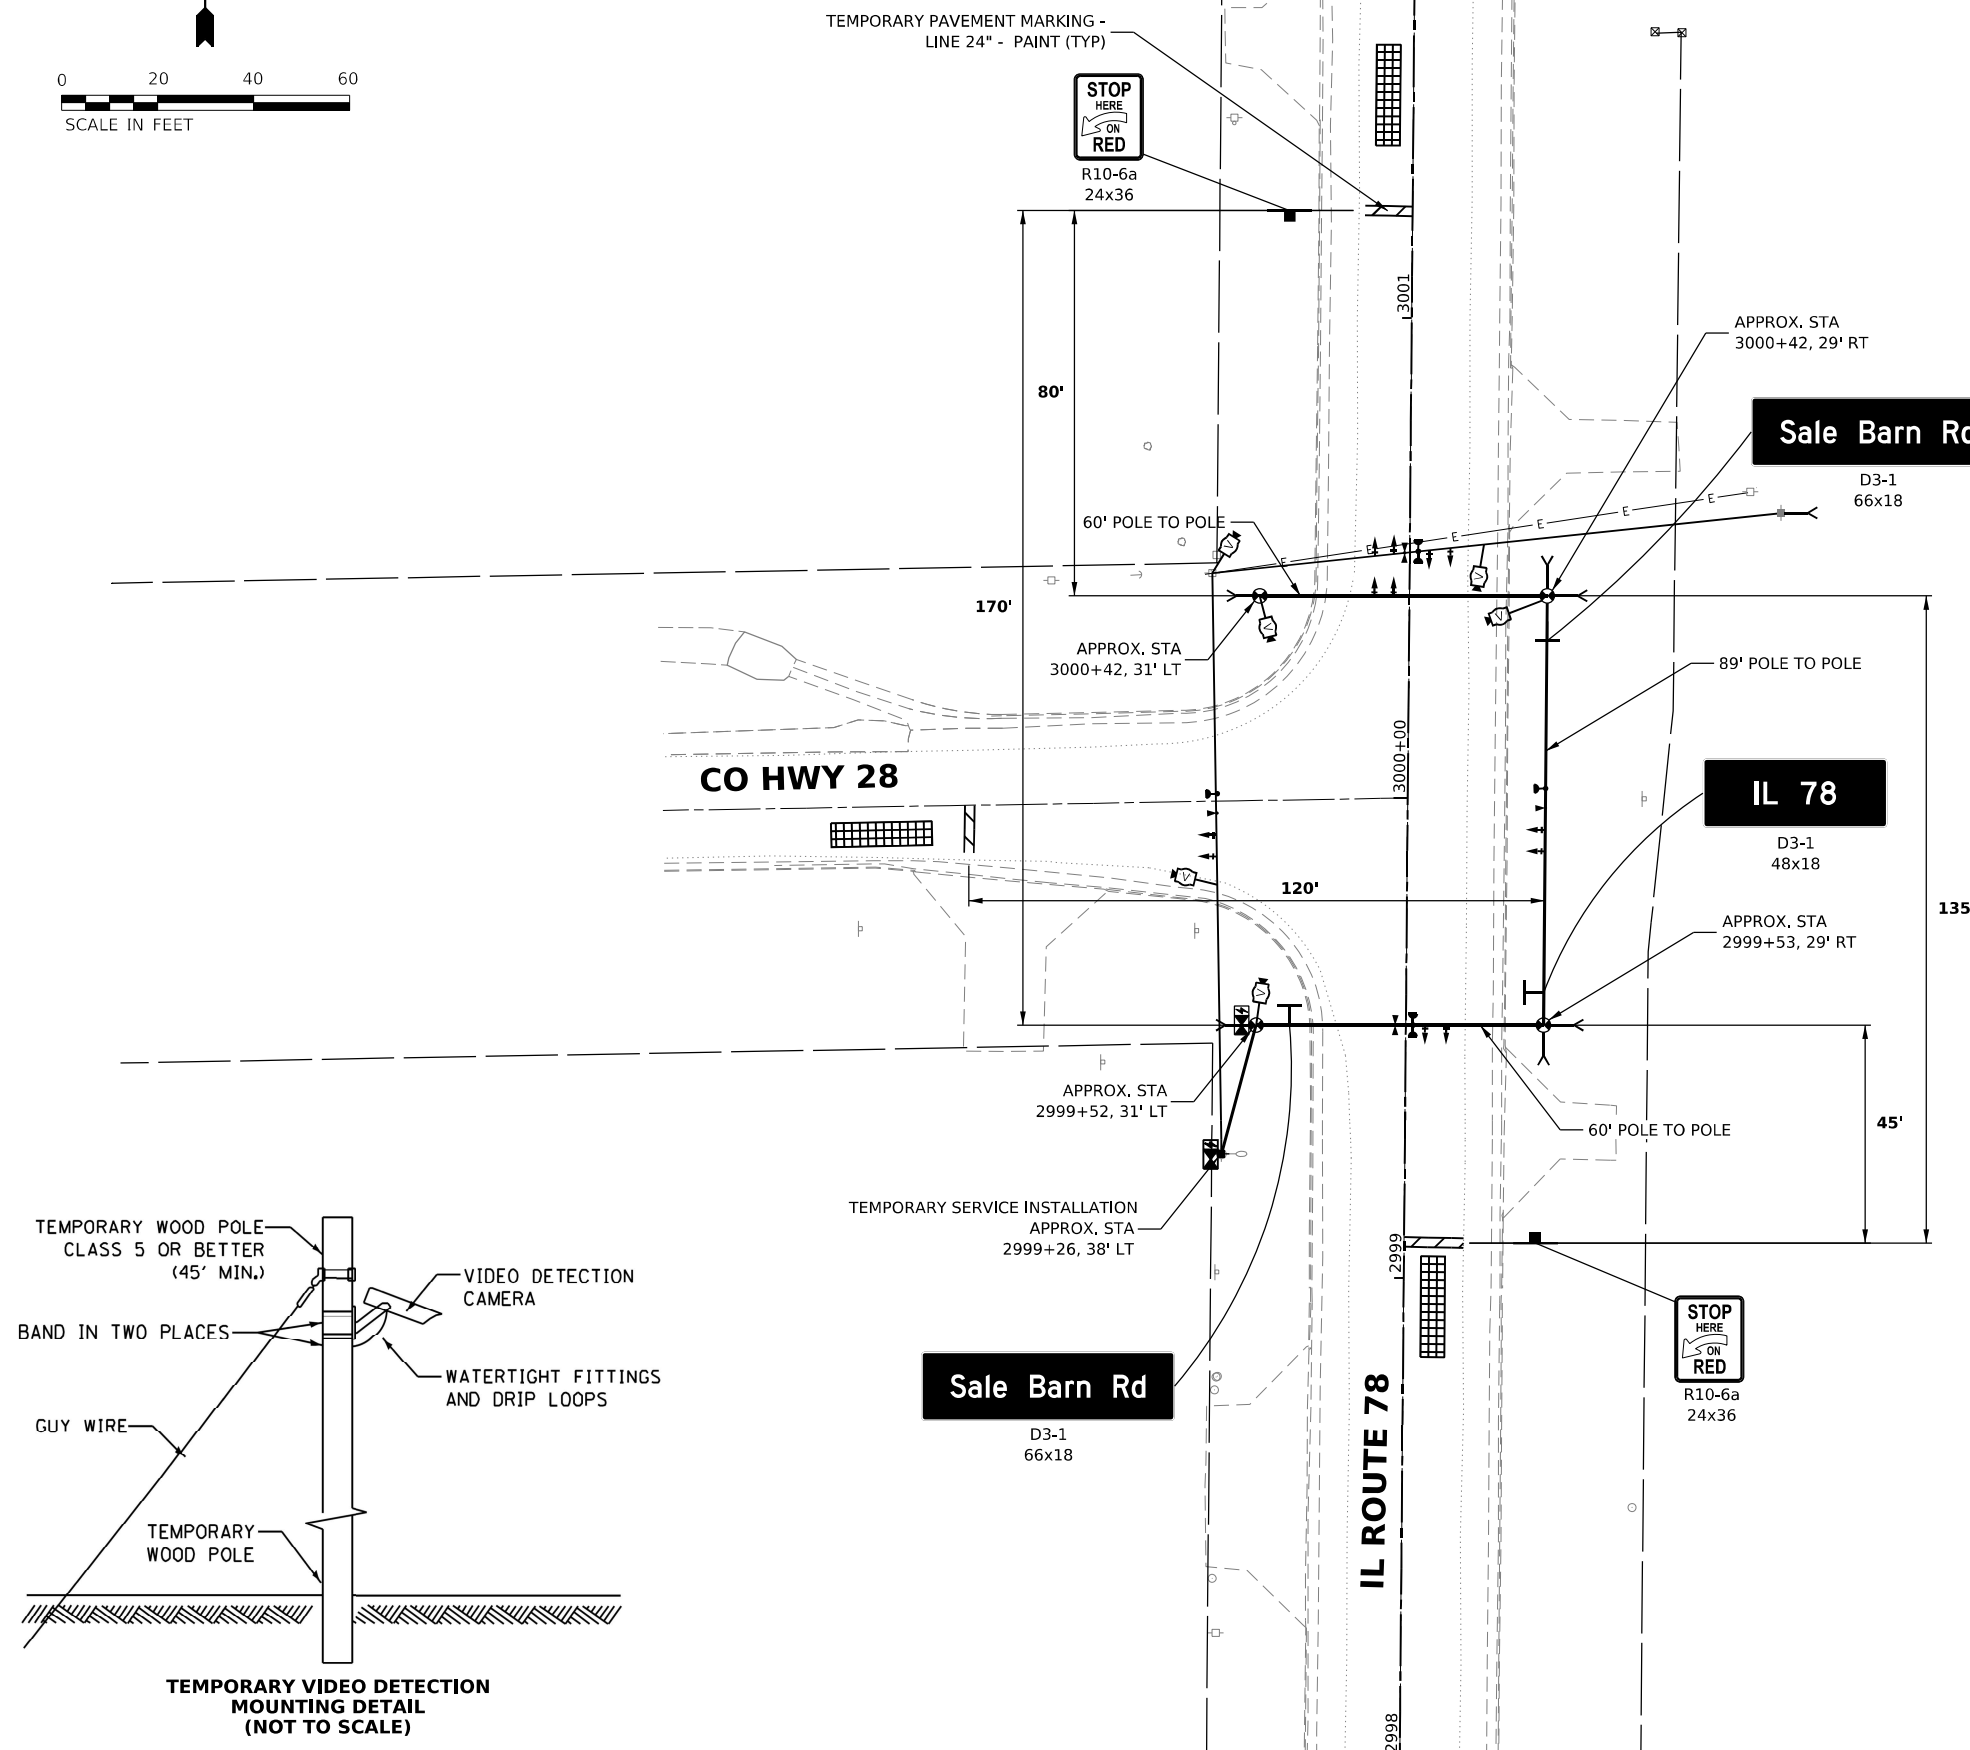 0 20 40 60
SCALE IN FEET
TEMPORARY PAVEMENT MARKING -
LINE 24" - PAINT (TYP)
STOP
HERE
ON
RED
R10-6a
24x36
3001
80'
APPROX. STA
3000+42, 29' RT
Sale Barn Rd
D3-1
66x18
60' POLE TO POLE
E E E E E
V
V
V
V
170'
APPROX. STA
3000+42, 31' LT
89' POLE TO POLE
3000+00
CO HWY 28
IL 78
D3-1
48x18
V
120'
135
APPROX. STA
2999+53, 29' RT
V
APPROX. STA
2999+52, 31' LT
45'
60' POLE TO POLE
TEMPORARY SERVICE INSTALLATION
APPROX. STA
2999+26, 38' LT
2999
STOP
HERE
ON
RED
R10-6a
24x36
Sale Barn Rd
D3-1
66x18
IL ROUTE 78
2998
TEMPORARY WOOD POLE
CLASS 5 OR BETTER
(45' MIN.)
VIDEO DETECTION
CAMERA
BAND IN TWO PLACES
WATERTIGHT FITTINGS
AND DRIP LOOPS
GUY WIRE
TEMPORARY
WOOD POLE
TEMPORARY VIDEO DETECTION
MOUNTING DETAIL
(NOT TO SCALE)